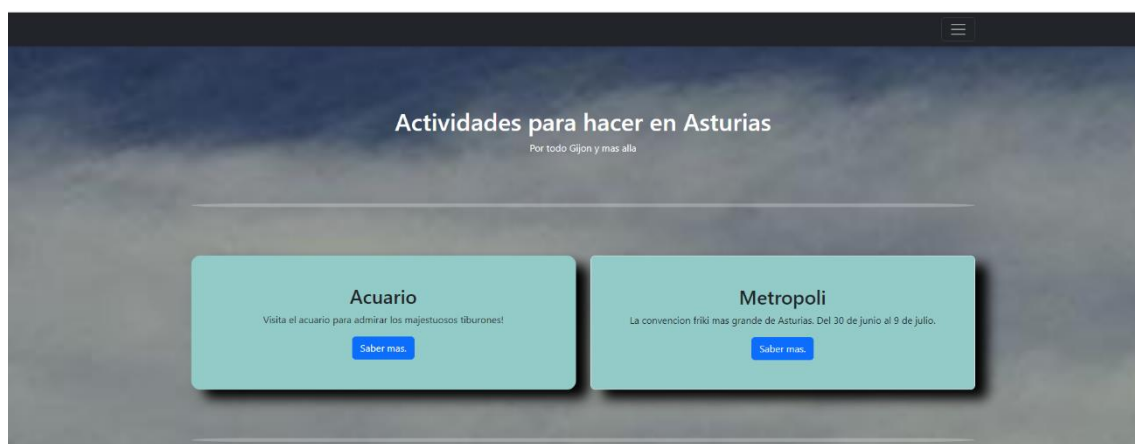 Actividades para hacer en Asturias
Por todo Gijon y mas alla
Acuario
Visita el acuario para admirar los majestuosos tiburones!
Saber mas.
Metropoli
La convencion friki mas grande de Asturias. Del 30 de junio al 9 de julio.
Saber mas.